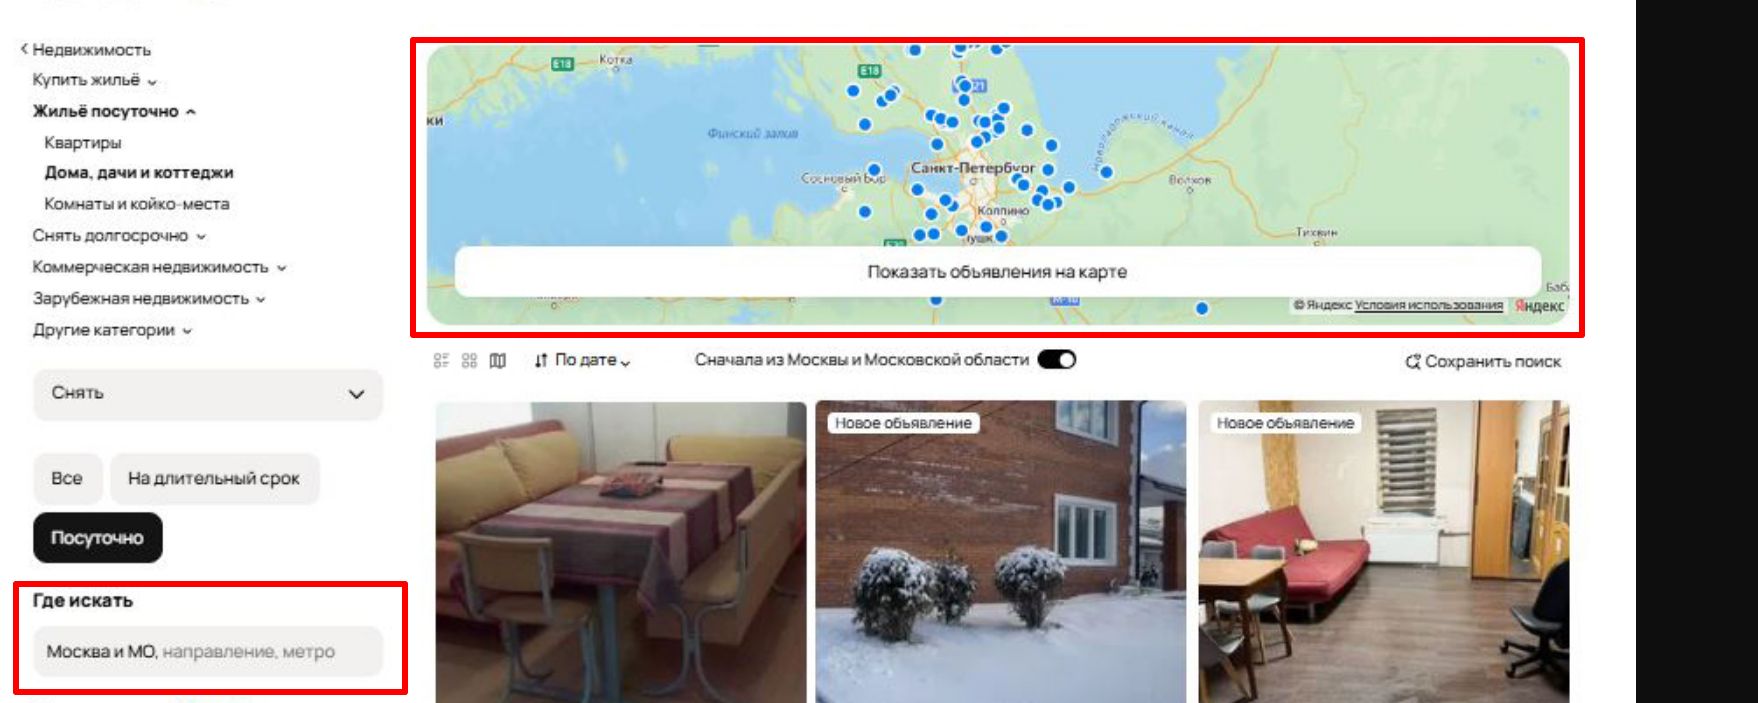 Недвижимость
Купить жильё
Жильё посуточно
Квартиры
Дома, дачи и коттеджи
Комнаты и койко-места
Снять долгосрочно
Коммерческая недвижимость
Зарубежная недвижимость
Другие категории
Снять
Все
На длительный срок
Посуточно
Где искать
Москва и МО, направление, метро
E18
Котка
E18
21
ки
Финский залив
Новоладожский канал
Санкт-Петербург
Сосновый Бор
Волхов
Колпино
Тихвин
Показать объявления на карте
© Яндекс Условия использования
Яндекс
По дате
Сначала из Москвы и Московской области
Сохранить поиск
Новое объявление
Новое объявление